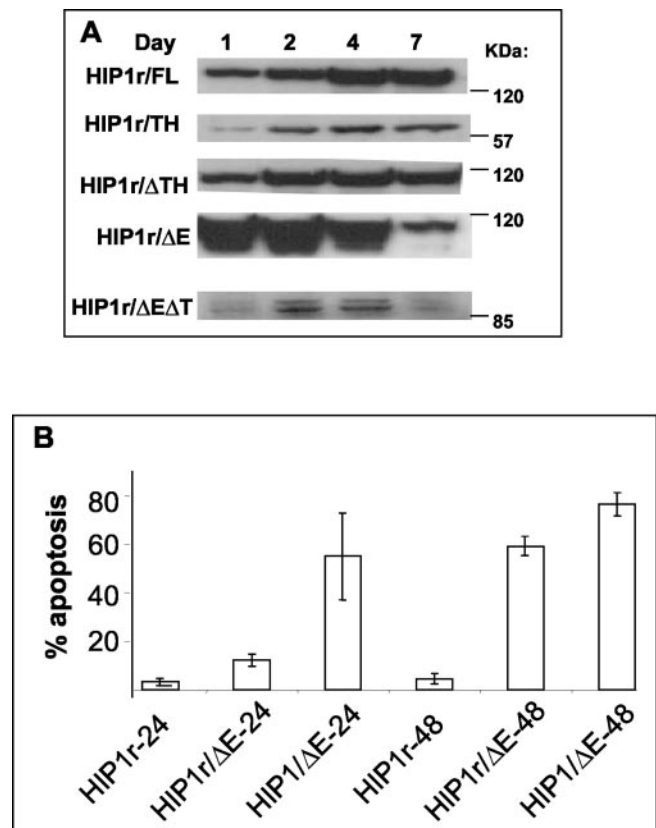 A Day 1 2 4 7 KDa:
HIP1r/FL 120
HIP1r/TH 57
HIP1r/ΔTH 120
HIP1r/ΔE 120
HIP1r/ΔEΔT 85
B
% apoptosis
80
60
40
20
HIP1r-24 HIP1r/ΔE-24 HIP1/ΔE-24 HIP1r-48 HIP1r/ΔE-48 HIP1/ΔE-48